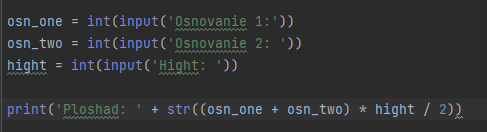 osn_one = int(input('Osnovanie 1:'))
osn_two = int(input('Osnovanie 2: '))
hight = int(input('Hight: '))
print('Ploshad: ' + str((osn_one + osn_two) * hight / 2))